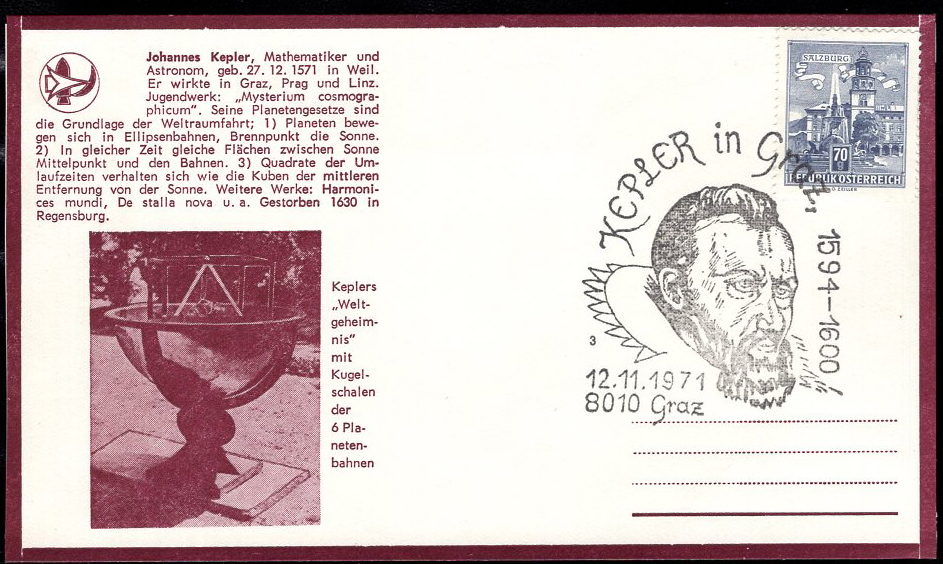 Johannes Kepler, Mathematiker und
Astronom, geb. 27. 12. 1571 in Weil.
Er wirkte in Graz, Prag und Linz.
Jugendwerk: „Mysterium cosmogra-
phicum". Seine Planetengesetze sind
die Grundlage der Weltraumfahrt; 1) Planeten bewe-
gen sich in Ellipsenbahnen, Brennpunkt die Sonne.
2) In gleicher Zeit gleiche Flächen zwischen Sonne
Mittelpunkt und den Bahnen. 3) Quadrate der Um-
laufzeiten verhalten sich wie die Kuben der mittleren
Entfernung von der Sonne. Weitere Werke: Harmoni-
ces mundi, De stalla nova u. a. Gestorben 1630 in
Regensburg.
Keplers
„Welt-
geheim-
nis"
mit
Kugel-
schalen
der
6 Pla-
neten-
bahnen
SALZBURG
70
REPUBLIK ÖSTERREICH
KEPLER in Graz,
1594-1600
3
12.11.1971
8010 Graz